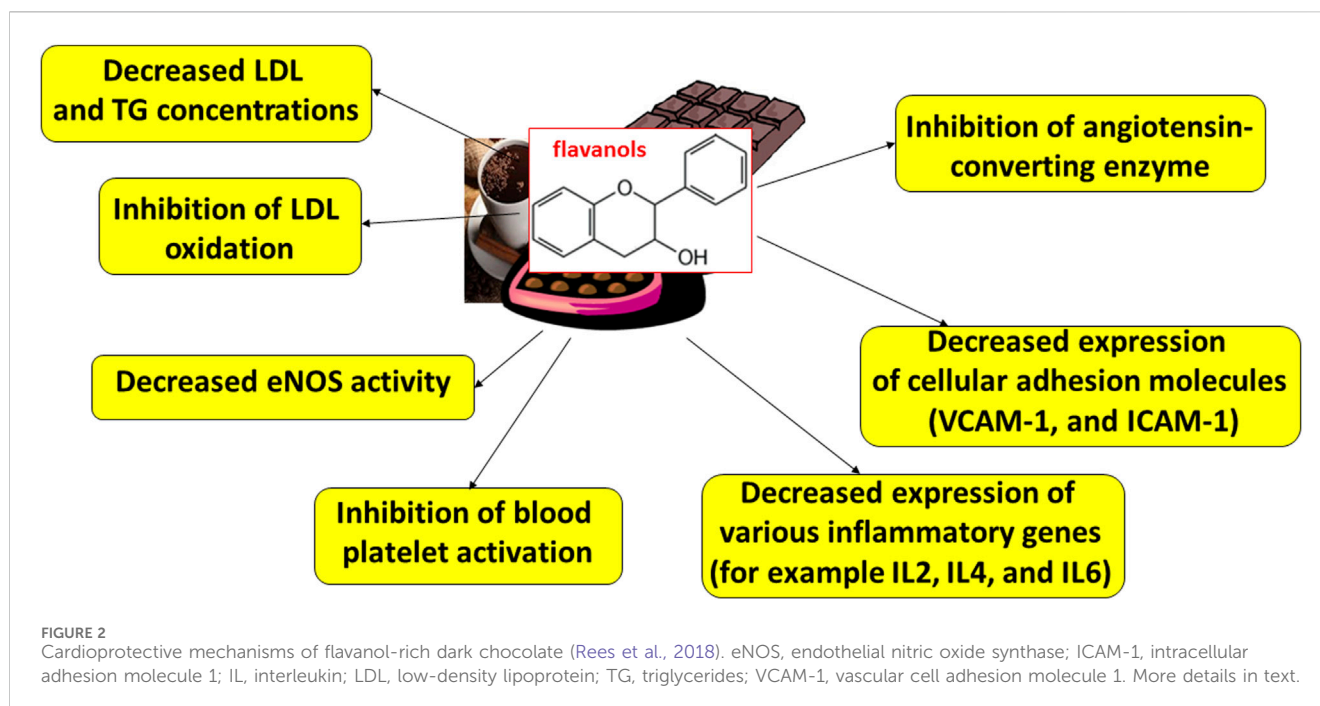 Decreased LDL
and TG concentrations
Inhibition of LDL
oxidation
Decreased eNOS activity
Inhibition of blood
platelet activation
flavanols
O
OH
Inhibition of angiotensin-
converting enzyme
Decreased expression
of cellular adhesion molecules
(VCAM-1, and ICAM-1)
Decreased expression of
various inflammatory genes
(for example IL2, IL4, and IL6)
FIGURE 2
Cardioprotective mechanisms of flavanol-rich dark chocolate (Rees et al., 2018). eNOS, endothelial nitric oxide synthase; ICAM-1, intracellular
adhesion molecule 1; IL, interleukin; LDL, low-density lipoprotein; TG, triglycerides; VCAM-1, vascular cell adhesion molecule 1. More details in text.